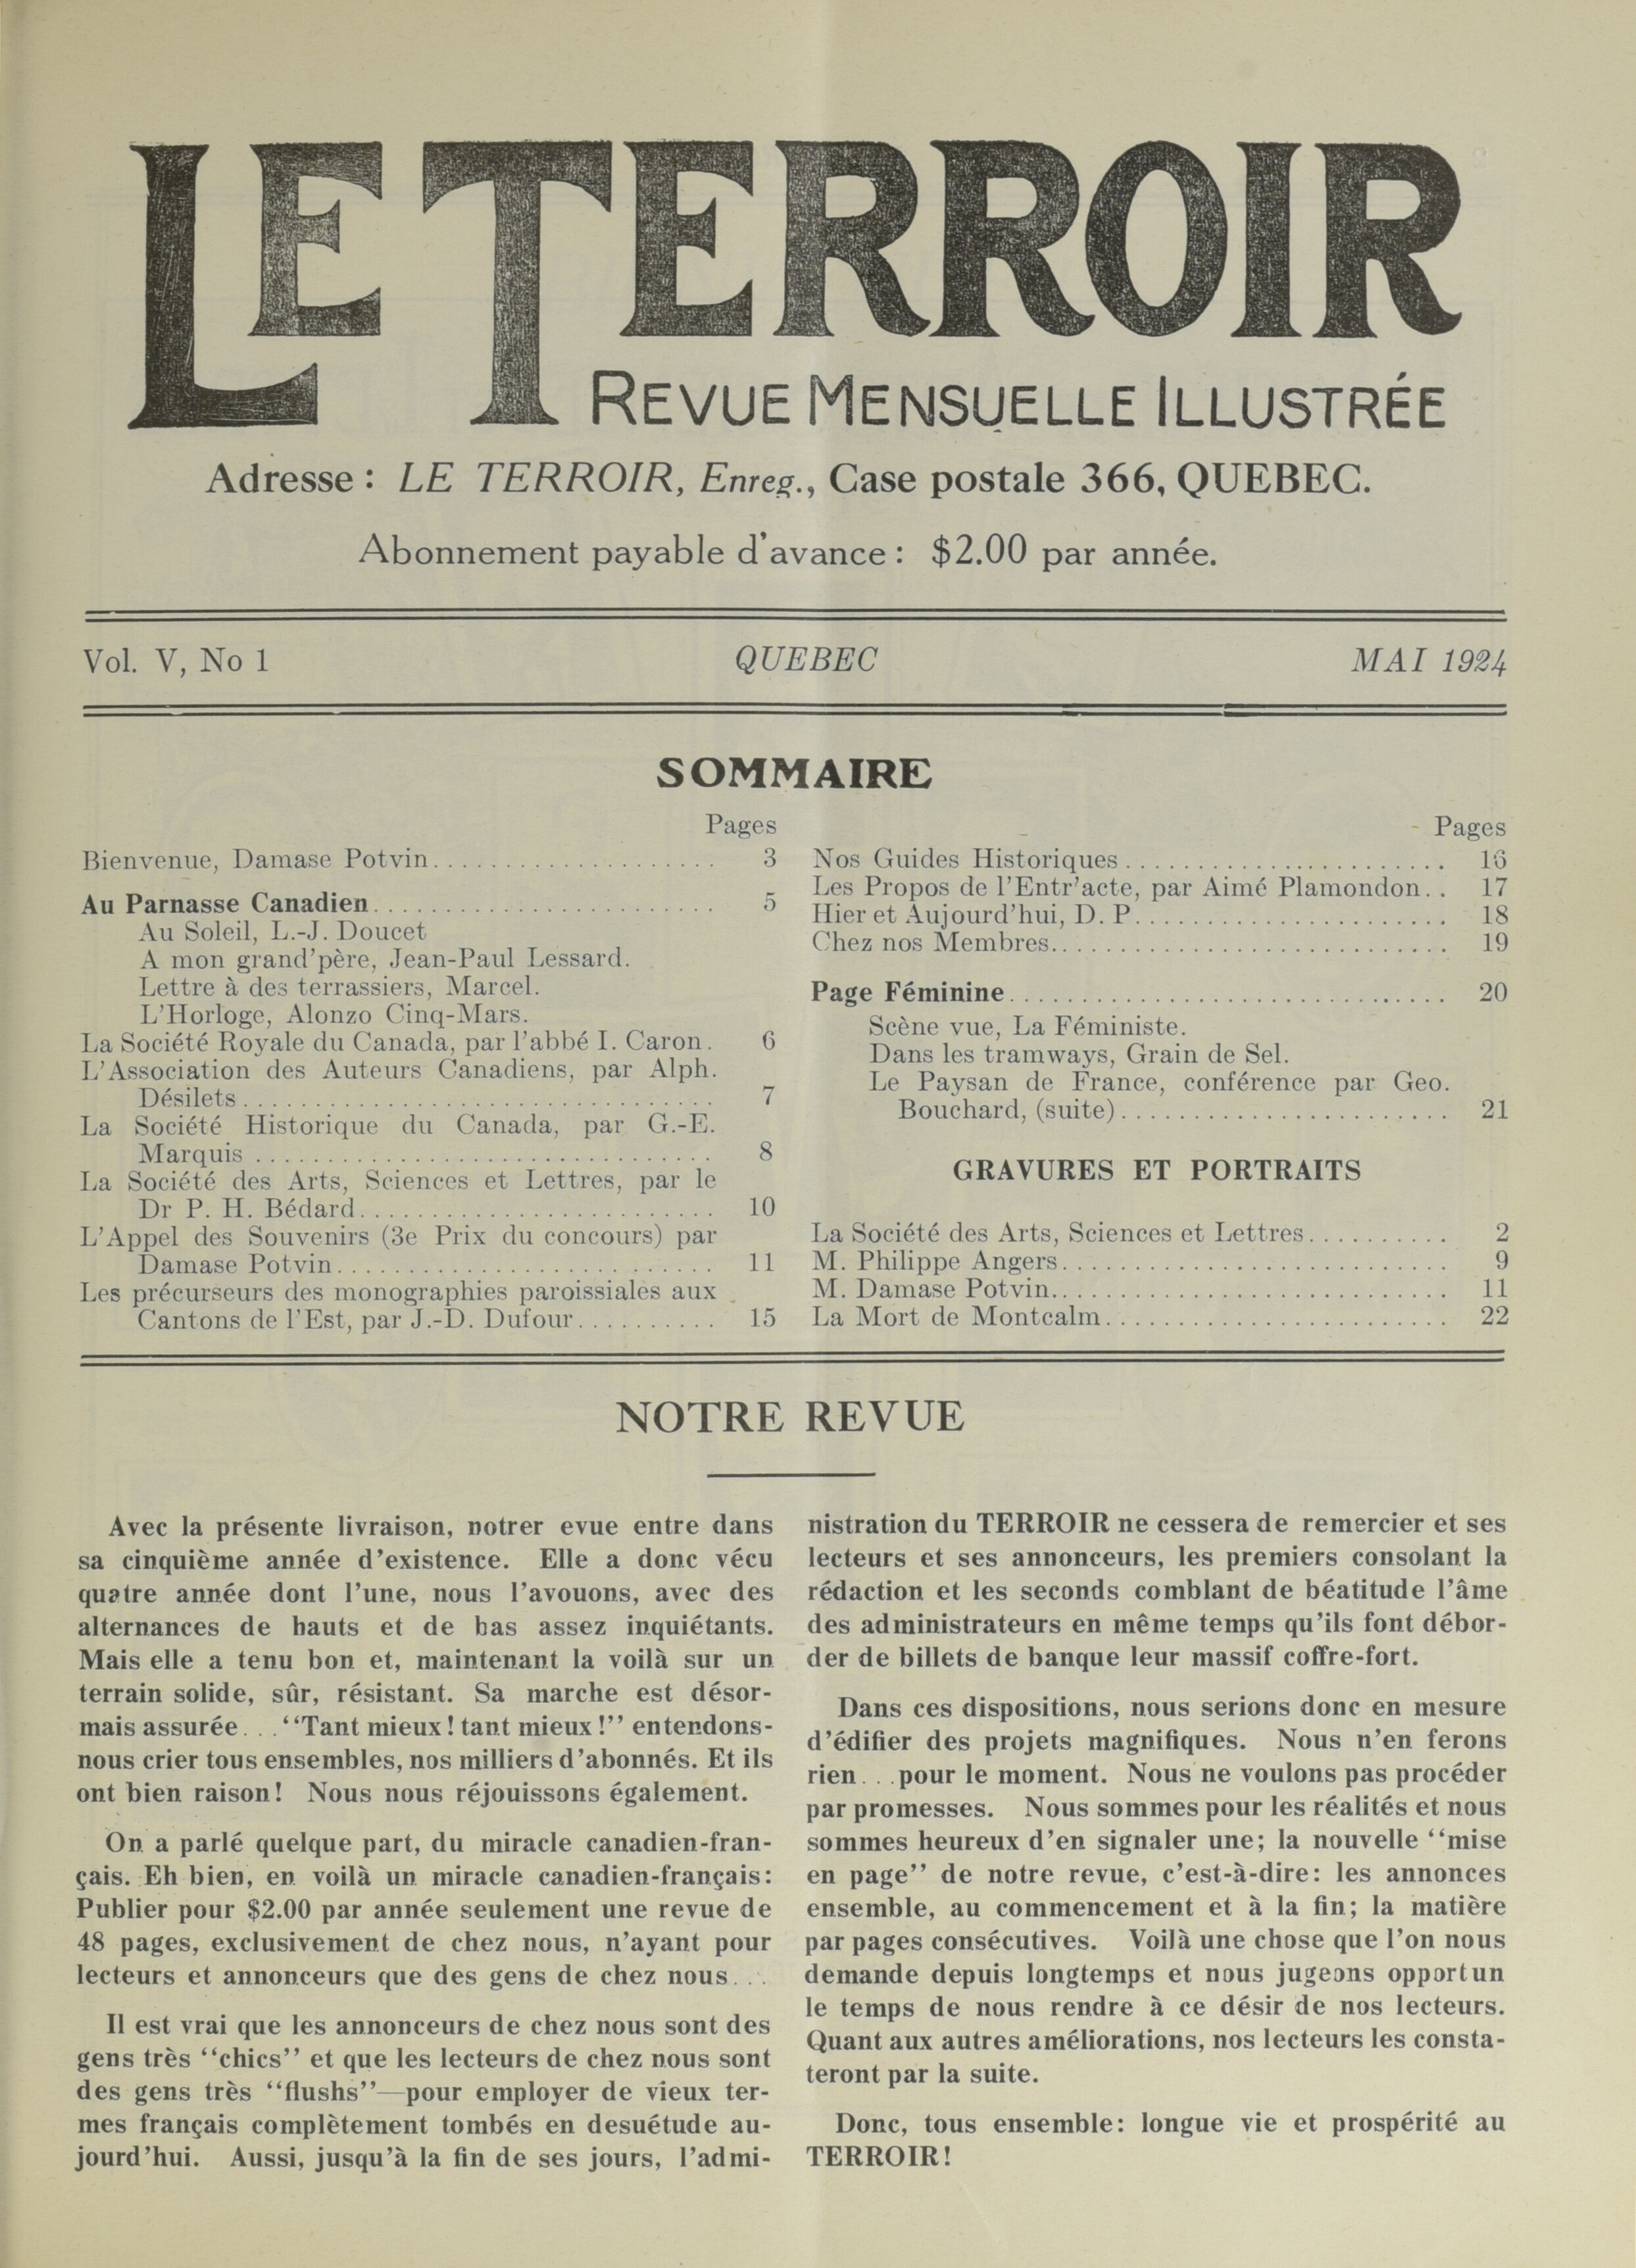 LE TERROIR
REVUE MENSUELLE ILLUSTRÉE
Adresse : LE TERROIR, Enreg., Case postale 366, QUEBEC.
Abonnement payable d'avance : $2.00 par année.
Vol. V, No 1 QUEBEC MAI 1924
SOMMAIRE
Pages
Bienvenue, Damase Potvin.................... 3
Au Parnasse Canadien........................ 5
Au Soleil, L.-J. Doucet
A mon grand'père, Jean-Paul Lessard.
Lettre à des terrassiers, Marcel.
L'Horloge, Alonzo Cinq-Mars.
La Société Royale du Canada, par l'abbé I. Caron. 6
L'Association des Auteurs Canadiens, par Alph.
Désilets................................. 7
La Société Historique du Canada, par G.-E.
Marquis ................................ 8
La Société des Arts, Sciences et Lettres, par le
Dr P. H. Bédard......................... 10
L'Appel des Souvenirs (3e Prix du concours) par
Damase Potvin........................... 11
Les précurseurs des monographies paroissiales aux
Cantons de l'Est, par J.-D. Dufour.......... 15
Pages
Nos Guides Historiques....................... 16
Les Propos de l'Entr'acte, par Aimé Plamondon.. 17
Hier et Aujourd'hui, D. P...................... 18
Chez nos Membres............................ 19
Page Féminine............................... 20
Scène vue, La Féministe.
Dans les tramways, Grain de Sel.
Le Paysan de France, conférence par Geo.
Bouchard, (suite)....................... 21
GRAVURES ET PORTRAITS
La Société des Arts, Sciences et Lettres.......... 2
M. Philippe Angers........................... 9
M. Damase Potvin............................ 11
La Mort de Montcalm........................ 22
NOTRE REVUE
Avec la présente livraison, notrer evue entre dans
sa cinquième année d'existence. Elle a donc vécu
quatre année dont l'une, nous l'avouons, avec des
alternances de hauts et de bas assez inquiétants.
Mais elle a tenu bon et, maintenant la voilà sur un
terrain solide, sûr, résistant. Sa marche est désor-
mais assurée. . . "Tant mieux ! tant mieux !" entendons-
nous crier tous ensembles, nos milliers d'abonnés. Et ils
ont bien raison! Nous nous réjouissons également.
On a parlé quelque part, du miracle canadien-fran-
çais. Eh bien, en voilà un miracle canadien-français:
Publier pour $2.00 par année seulement une revue de
48 pages, exclusivement de chez nous, n'ayant pour
lecteurs et annonceurs que des gens de chez nous. . .
Il est vrai que les annonceurs de chez nous sont des
gens très "chics" et que les lecteurs de chez nous sont
des gens très "flushs"—pour employer de vieux ter-
mes français complètement tombés en desuétude au-
jourd'hui. Aussi, jusqu'à la fin de ses jours, l'admi-
nistration du TERROIR ne cessera de remercier et ses
lecteurs et ses annonceurs, les premiers consolant la
rédaction et les seconds comblant de béatitude l'âme
des administrateurs en même temps qu'ils font débor-
der de billets de banque leur massif coffre-fort.
Dans ces dispositions, nous serions donc en mesure
d'édifier des projets magnifiques. Nous n'en ferons
rien. . .pour le moment. Nous ne voulons pas procéder
par promesses. Nous sommes pour les réalités et nous
sommes heureux d'en signaler une; la nouvelle "mise
en page" de notre revue, c'est-à-dire: les annonces
ensemble, au commencement et à la fin; la matière
par pages consécutives. Voilà une chose que l'on nous
demande depuis longtemps et nous jugeons opportun
le temps de nous rendre à ce désir de nos lecteurs.
Quant aux autres améliorations, nos lecteurs les consta-
teront par la suite.
Donc, tous ensemble: longue vie et prospérité au
TERROIR!